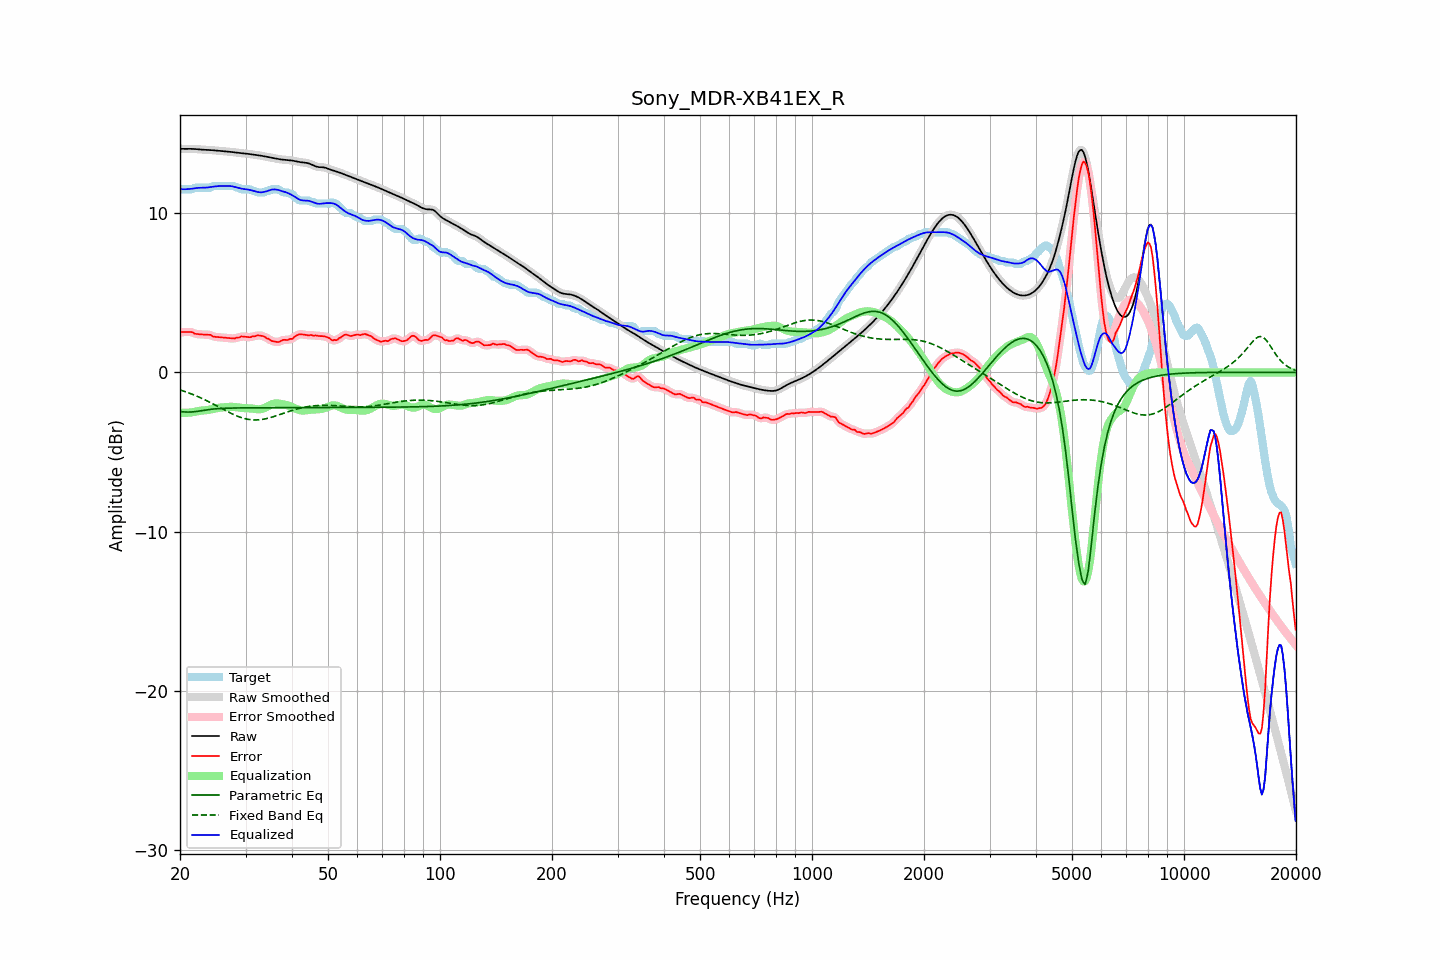 Sony_MDR-XB41EX_R
Amplitude (dBr)
10
0
−10
−20
−30
Target
Raw Smoothed
Error Smoothed
Raw
Error
Equalization
Parametric Eq
Fixed Band Eq
Equalized
20 50 100 200 500 1000 2000 5000 10000 20000
Frequency (Hz)